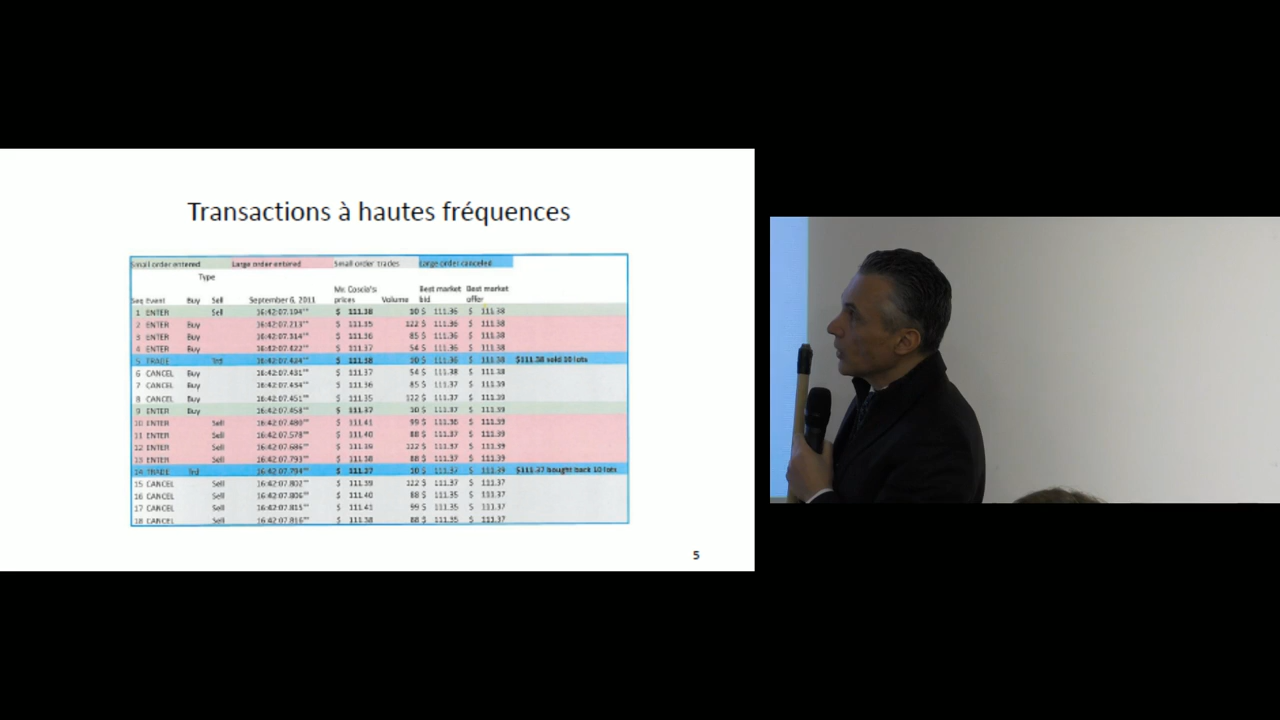 Transactions à hautes fréquences
Small order entered Large order entered Small order trades Large order canceled
Type
Mr. Coscia's Best market Best market
Seq Event Buy Sell September 6, 2011 prices Volume bid offer
1 ENTER Sell 16:42:07.194 $ 111.38 10 $ 111.36 $ 111.38
2 ENTER Buy 16:42:07.213 $ 111.35 122 $ 111.36 $ 111.38
3 ENTER Buy 16:42:07.314 $ 111.36 85 $ 111.36 $ 111.38
4 ENTER Buy 16:42:07.422 $ 111.37 54 $ 111.36 $ 111.38
5 TRADE Trd 16:42:07.424 $ 111.38 10 $ 111.36 $ 111.38 $111.38 sold 10 lots
6 CANCEL Buy 16:42:07.431 $ 111.37 54 $ 111.38 $ 111.38
7 CANCEL Buy 16:42:07.434 $ 111.36 85 $ 111.37 $ 111.39
8 CANCEL Buy 16:42:07.451 $ 111.35 122 $ 111.37 $ 111.39
9 ENTER Buy 16:42:07.458 $ 111.37 10 $ 111.37 $ 111.39
10 ENTER Sell 16:42:07.480 $ 111.41 99 $ 111.36 $ 111.39
11 ENTER Sell 16:42:07.578 $ 111.40 88 $ 111.37 $ 111.39
12 ENTER Sell 16:42:07.686 $ 111.39 122 $ 111.37 $ 111.39
13 ENTER Sell 16:42:07.793 $ 111.38 88 $ 111.37 $ 111.39
14 TRADE Trd 16:42:07.794 $ 111.37 10 $ 111.37 $ 111.39 $111.37 bought back 10 lots
15 CANCEL Sell 16:42:07.802 $ 111.39 122 $ 111.37 $ 111.37
16 CANCEL Sell 16:42:07.806 $ 111.40 88 $ 111.35 $ 111.37
17 CANCEL Sell 16:42:07.815 $ 111.41 99 $ 111.35 $ 111.37
18 CANCEL Sell 16:42:07.816 $ 111.38 88 $ 111.35 $ 111.37
5